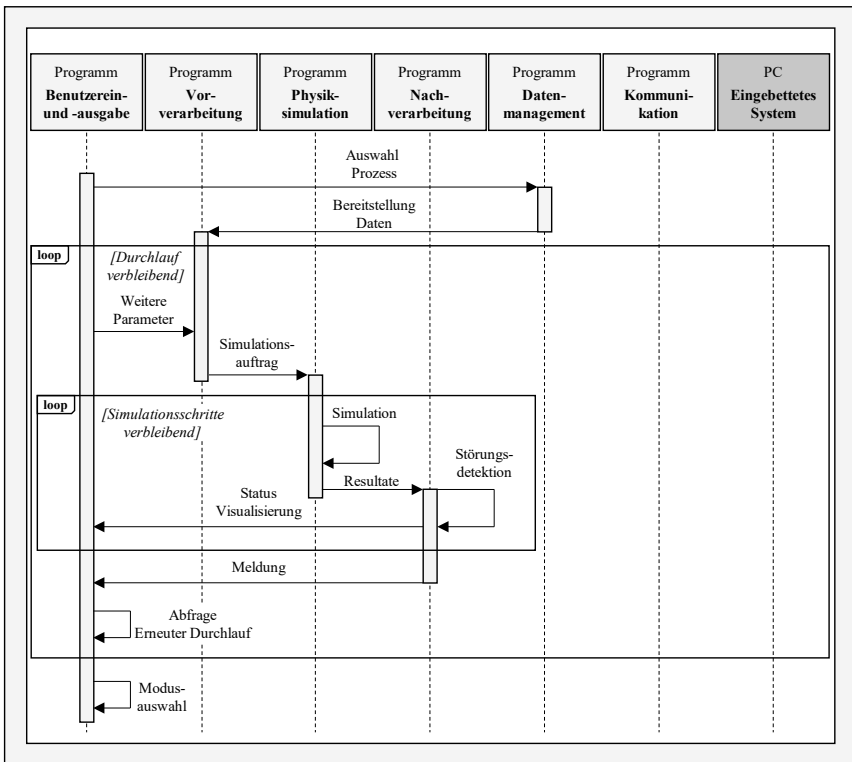 Programm
Benutzerein-
und -ausgabe
Programm
Vor-
verarbeitung
Programm
Physik-
simulation
Programm
Nach-
verarbeitung
Programm
Daten-
management
Programm
Kommuni-
kation
PC
Eingebettetes
System
Auswahl
Prozess
Bereitstellung
Daten
loop
[Durchlauf
verbleibend]
Weitere
Parameter
Simulations-
auftrag
loop
[Simulationsschritte
verbleibend]
Simulation
Störungs-
detektion
Resultate
Status
Visualisierung
Meldung
Abfrage
Erneuter Durchlauf
Modus-
auswahl